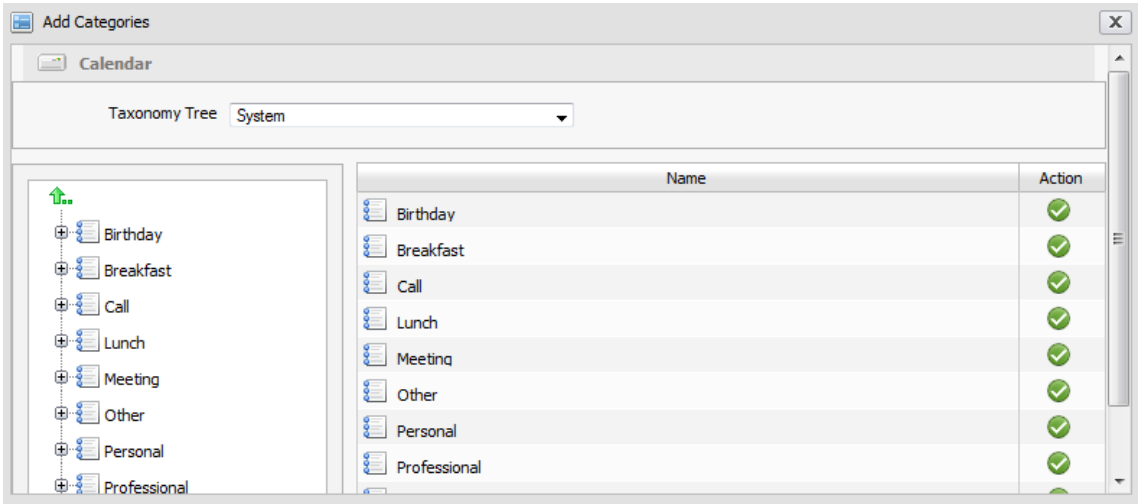 Add Categories
Calendar
Taxonomy Tree System
Birthday
Breakfast
Call
Lunch
Meeting
Other
Personal
Professional
Name Action
Birthday
Breakfast
Call
Lunch
Meeting
Other
Personal
Professional